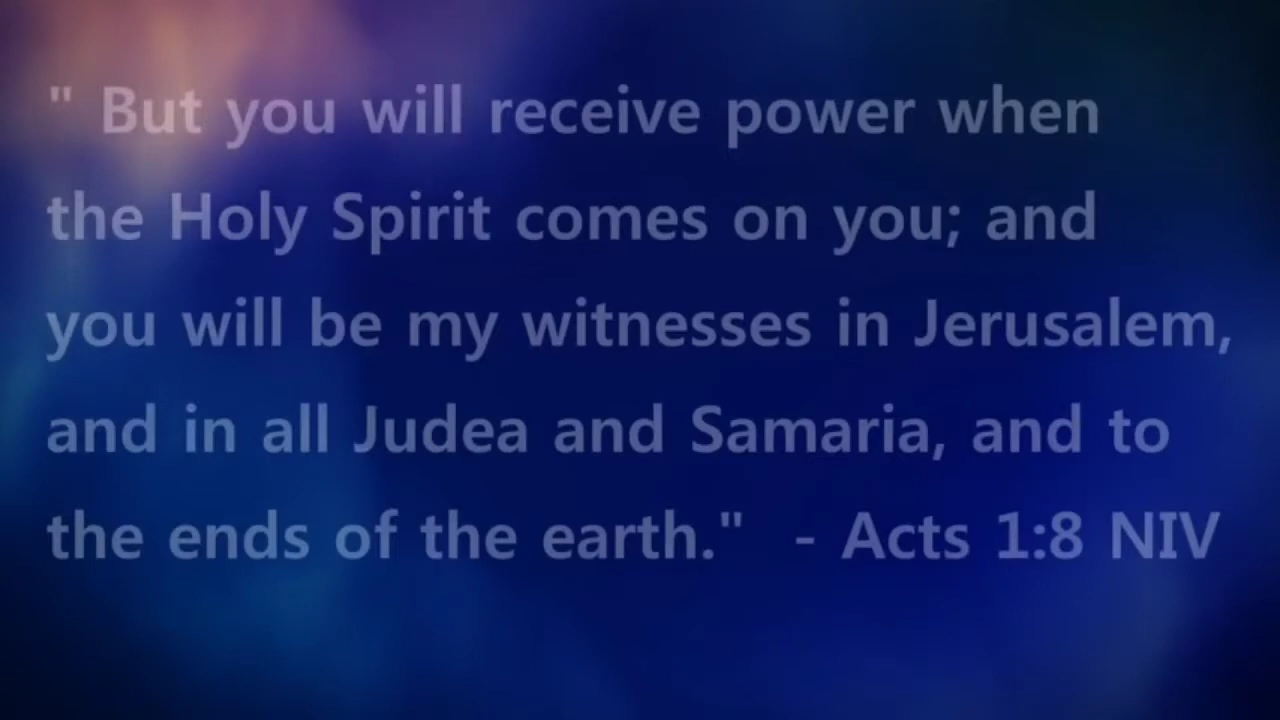 " But you will receive power when
the Holy Spirit comes on you; and
you will be my witnesses in Jerusalem,
and in all Judea and Samaria, and to
the ends of the earth."  - Acts 1:8 NIV